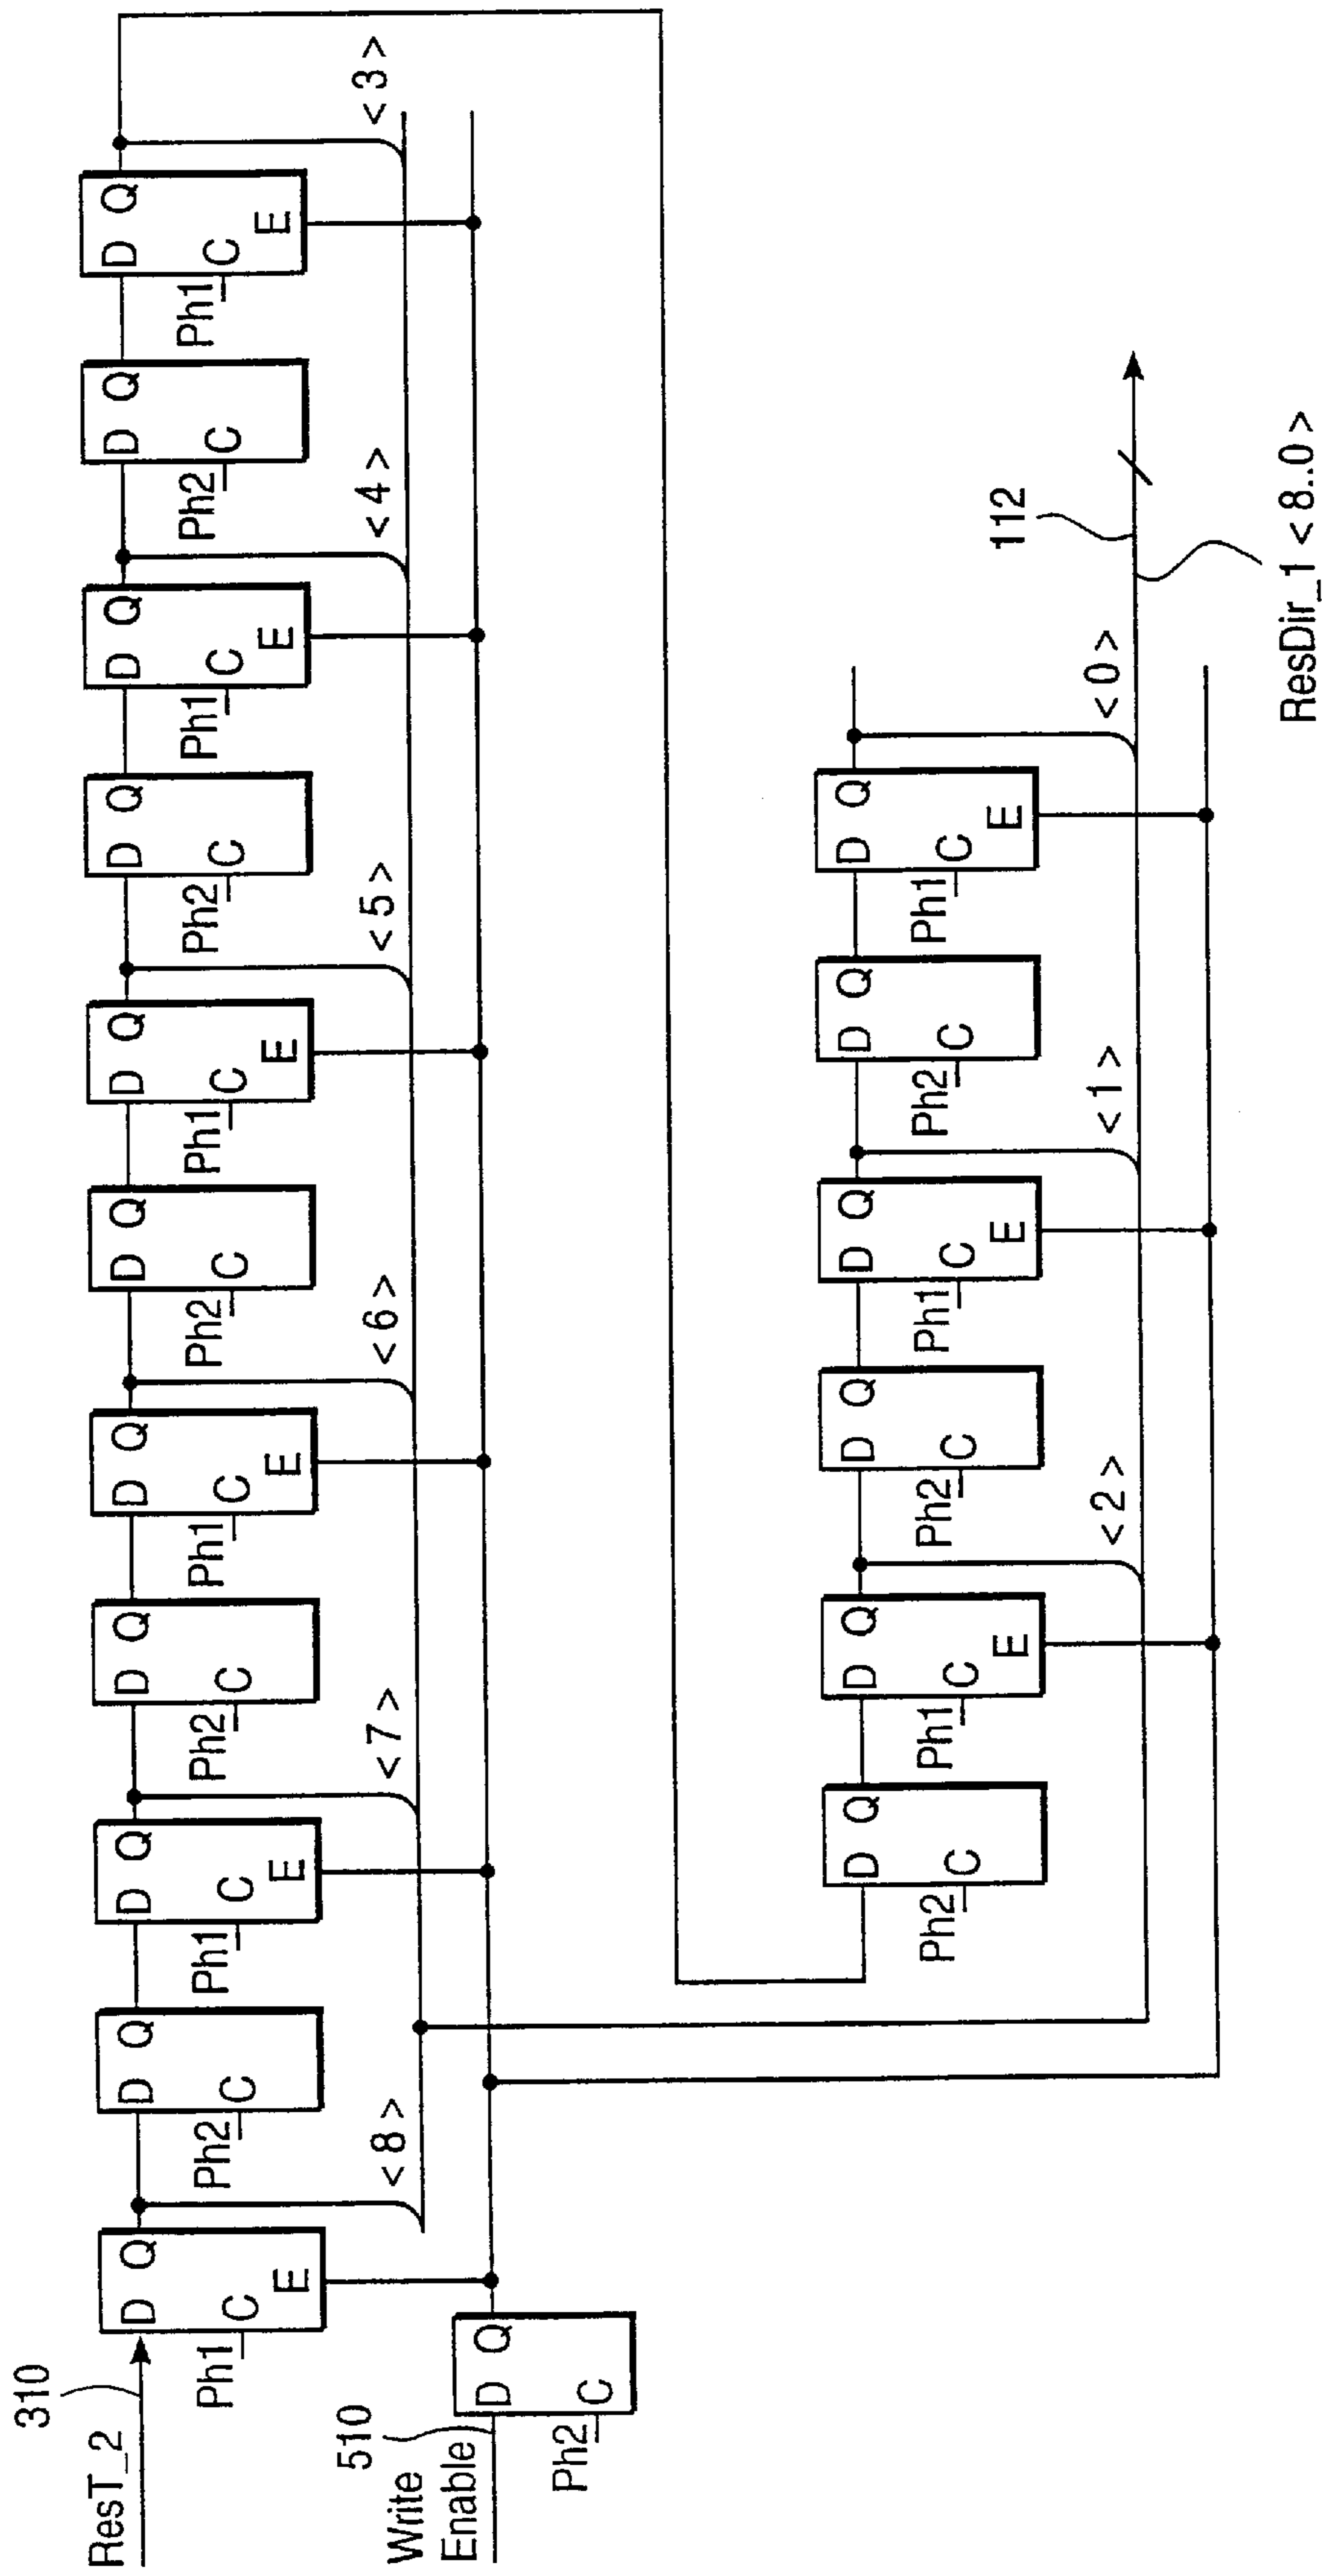 310
ResT_2
D Q
Ph1 C
E
<8>
D Q
Ph2 C
D Q
Ph1 C
E
<7>
D Q
Ph2 C
D Q
Ph1 C
E
<6>
D Q
Ph2 C
D Q
Ph1 C
E
<5>
D Q
Ph2 C
D Q
Ph1 C
E
<4>
D Q
Ph2 C
D Q
Ph1 C
E
<3>
510
Write
Enable
D Q
Ph2 C
D Q
Ph2 C
D Q
Ph1 C
E
<2>
D Q
Ph2 C
D Q
Ph1 C
E
<1>
D Q
Ph2 C
D Q
Ph1 C
E
<0>
112
ResDir_1 <8..0>